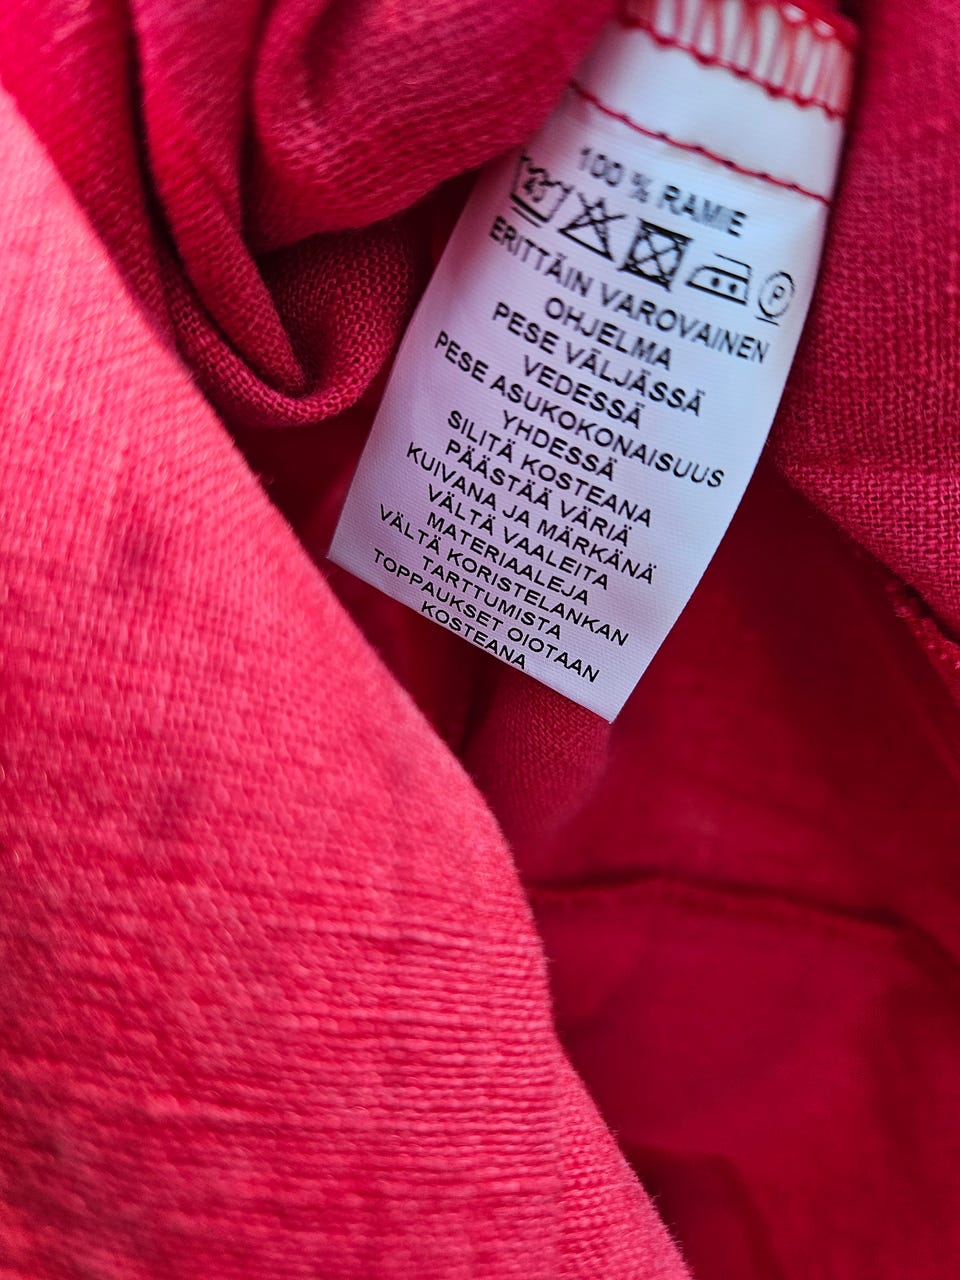 100 % RAMIE
40
P
ERITTÄIN VAROVAINEN
OHJELMA
PESE VÄLJÄSSÄ
VEDESSÄ
PESE ASUKOKONAISUUS
YHDESSÄ
SILITÄ KOSTEANA
PÄÄSTÄÄ VÄRIÄ
KUIVANA JA MÄRKÄNÄ
VÄLTÄ VAALEITA
MATERIAALEJA
VÄLTÄ KORISTELANKAN
TARTTUMISTA
TOPPAUKSET OIOTAAN
KOSTEANA